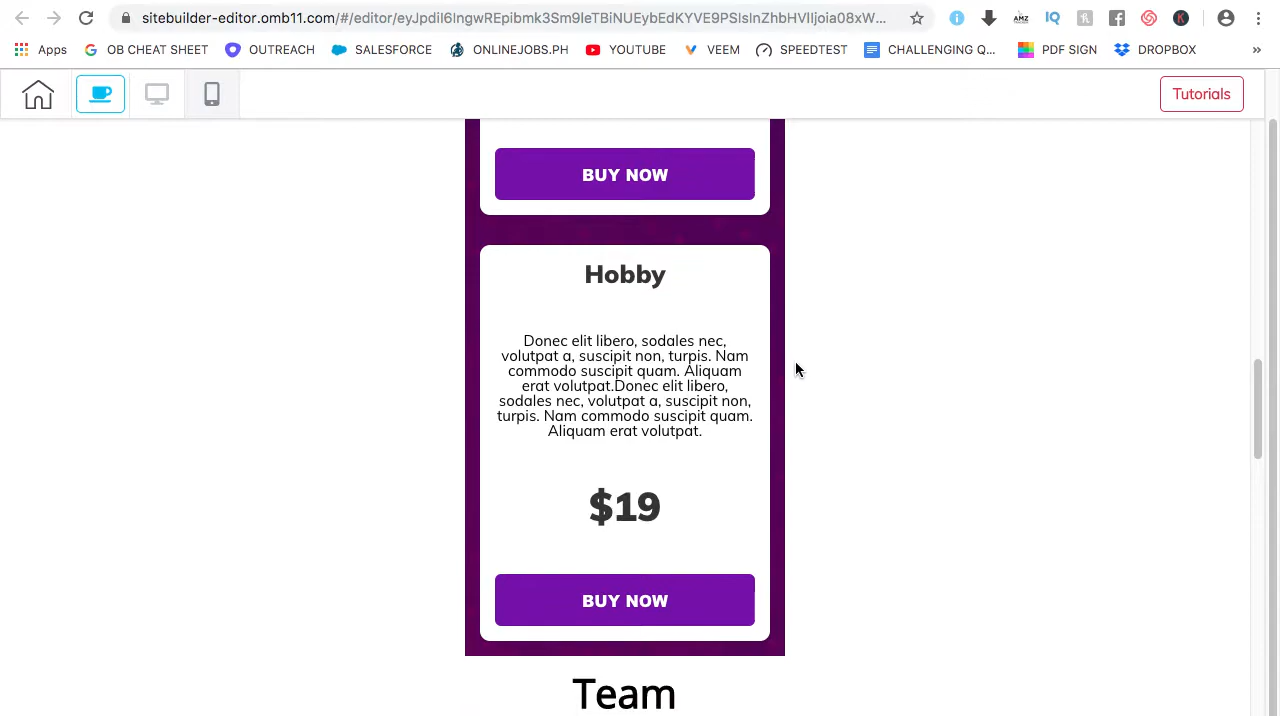 sitebuilder-editor.omb11.com/#/editor/eyJpdiI6IngwREpibmk3Sm9IeTBiNUEybEdKYVE9PSIsInZhbHVlIjoia08xW...
Apps OB CHEAT SHEET OUTREACH SALESFORCE ONLINEJOBS.PH YOUTUBE VEEM SPEEDTEST CHALLENGING Q... PDF SIGN DROPBOX »
Tutorials
BUY NOW
Hobby
Donec elit libero, sodales nec,
volutpat a, suscipit non, turpis. Nam
commodo suscipit quam. Aliquam
erat volutpat.Donec elit libero,
sodales nec, volutpat a, suscipit non,
turpis. Nam commodo suscipit quam.
Aliquam erat volutpat.
$19
BUY NOW
Team